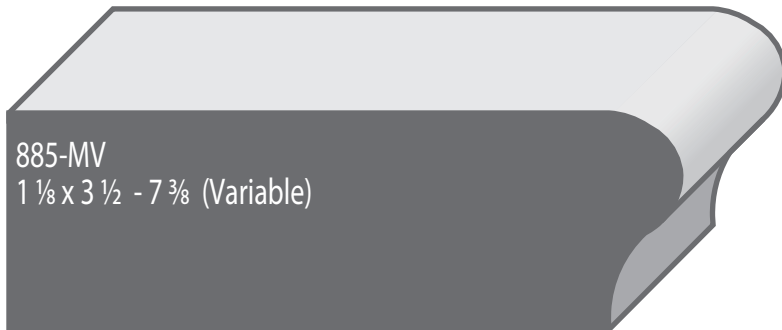 885-MV
1 ⅛ x 3 ½ - 7 ⅜ (Variable)